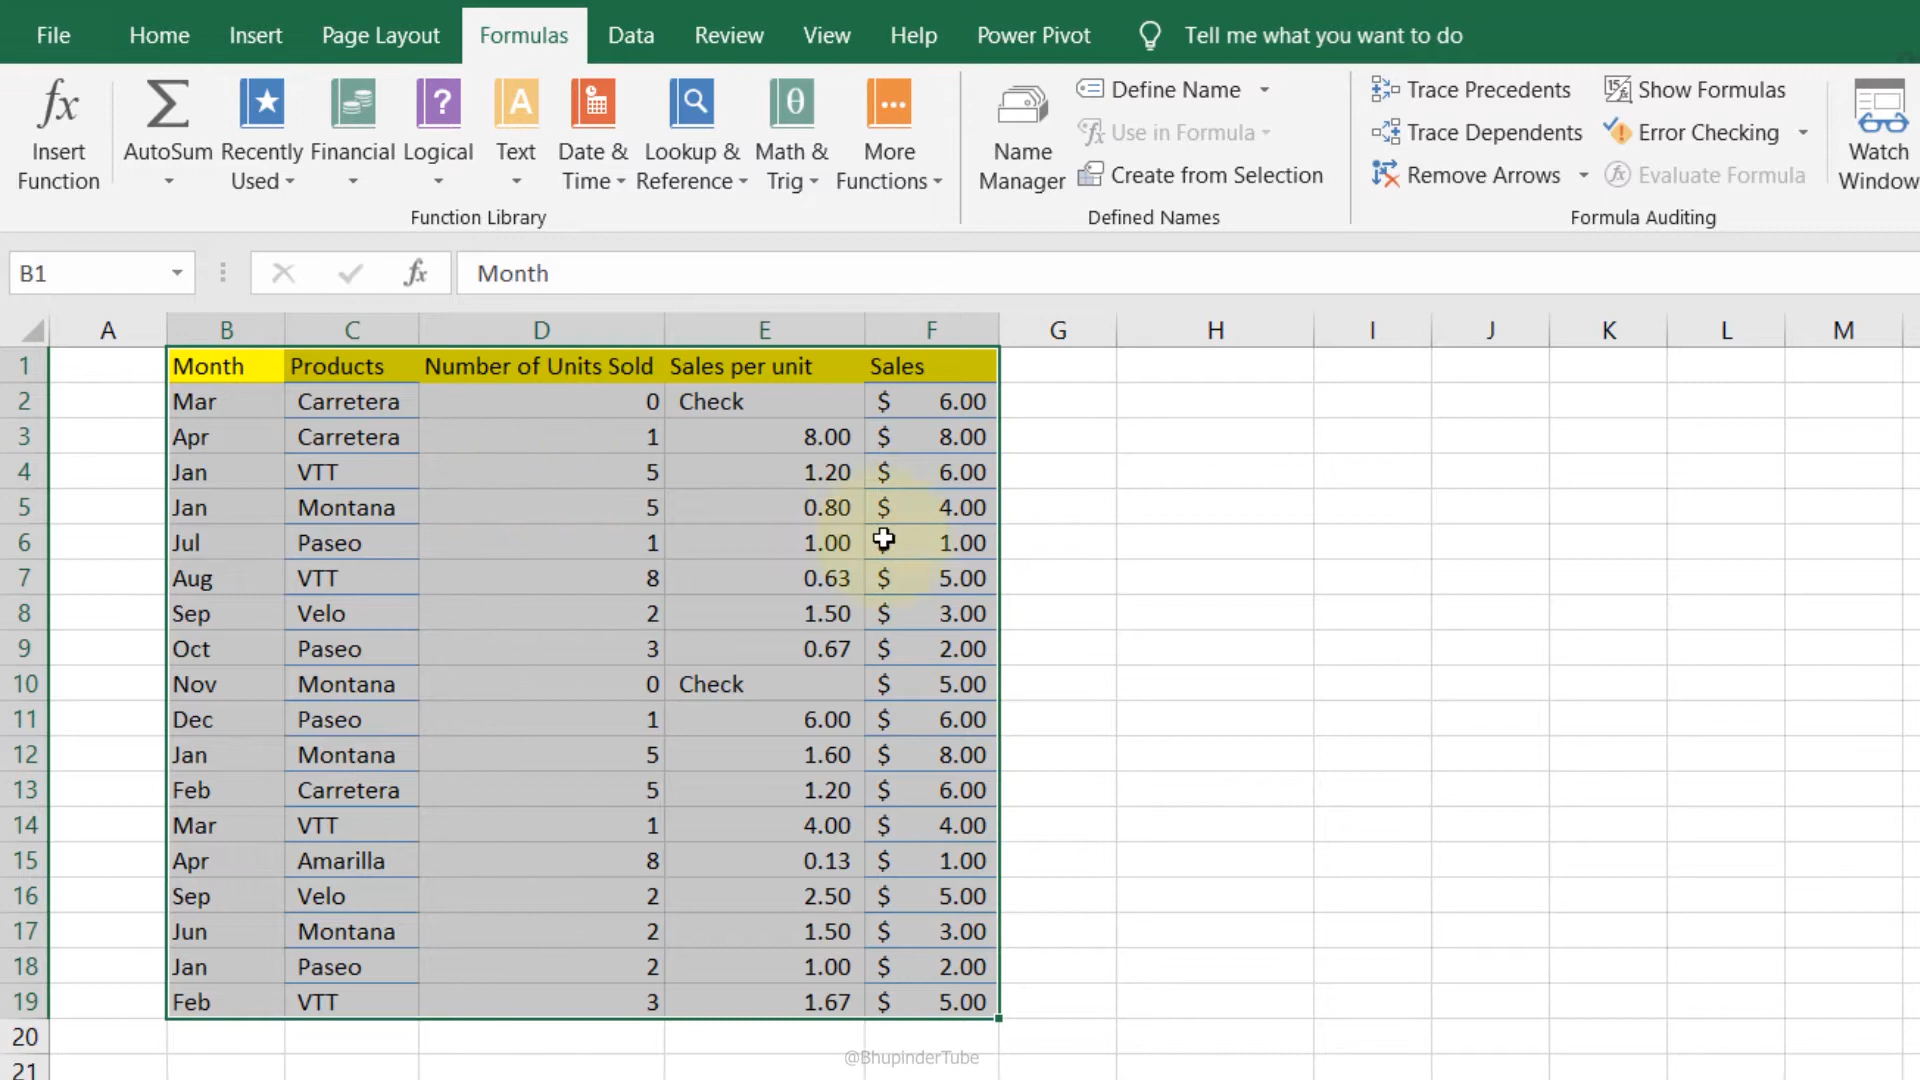 File Home Insert Page Layout Formulas Data Review View Help Power Pivot Tell me what you want to do
Insert Function AutoSum Recently Used Financial Logical Text Date & Time Lookup & Reference Math & Trig More Functions
Function Library
Name Manager
Define Name
Use in Formula
Create from Selection
Defined Names
Trace Precedents Show Formulas
Trace Dependents Error Checking
Remove Arrows Evaluate Formula
Formula Auditing
Watch Window
B1 fx Month
A B C D E F G H I J K L M
1 Month Products Number of Units Sold Sales per unit Sales
2 Mar Carretera 0 Check $ 6.00
3 Apr Carretera 1 8.00 $ 8.00
4 Jan VTT 5 1.20 $ 6.00
5 Jan Montana 5 0.80 $ 4.00
6 Jul Paseo 1 1.00 1.00
7 Aug VTT 8 0.63 $ 5.00
8 Sep Velo 2 1.50 $ 3.00
9 Oct Paseo 3 0.67 $ 2.00
10 Nov Montana 0 Check $ 5.00
11 Dec Paseo 1 6.00 $ 6.00
12 Jan Montana 5 1.60 $ 8.00
13 Feb Carretera 5 1.20 $ 6.00
14 Mar VTT 1 4.00 $ 4.00
15 Apr Amarilla 8 0.13 $ 1.00
16 Sep Velo 2 2.50 $ 5.00
17 Jun Montana 2 1.50 $ 3.00
18 Jan Paseo 2 1.00 $ 2.00
19 Feb VTT 3 1.67 $ 5.00
20
@BhupinderTube
21